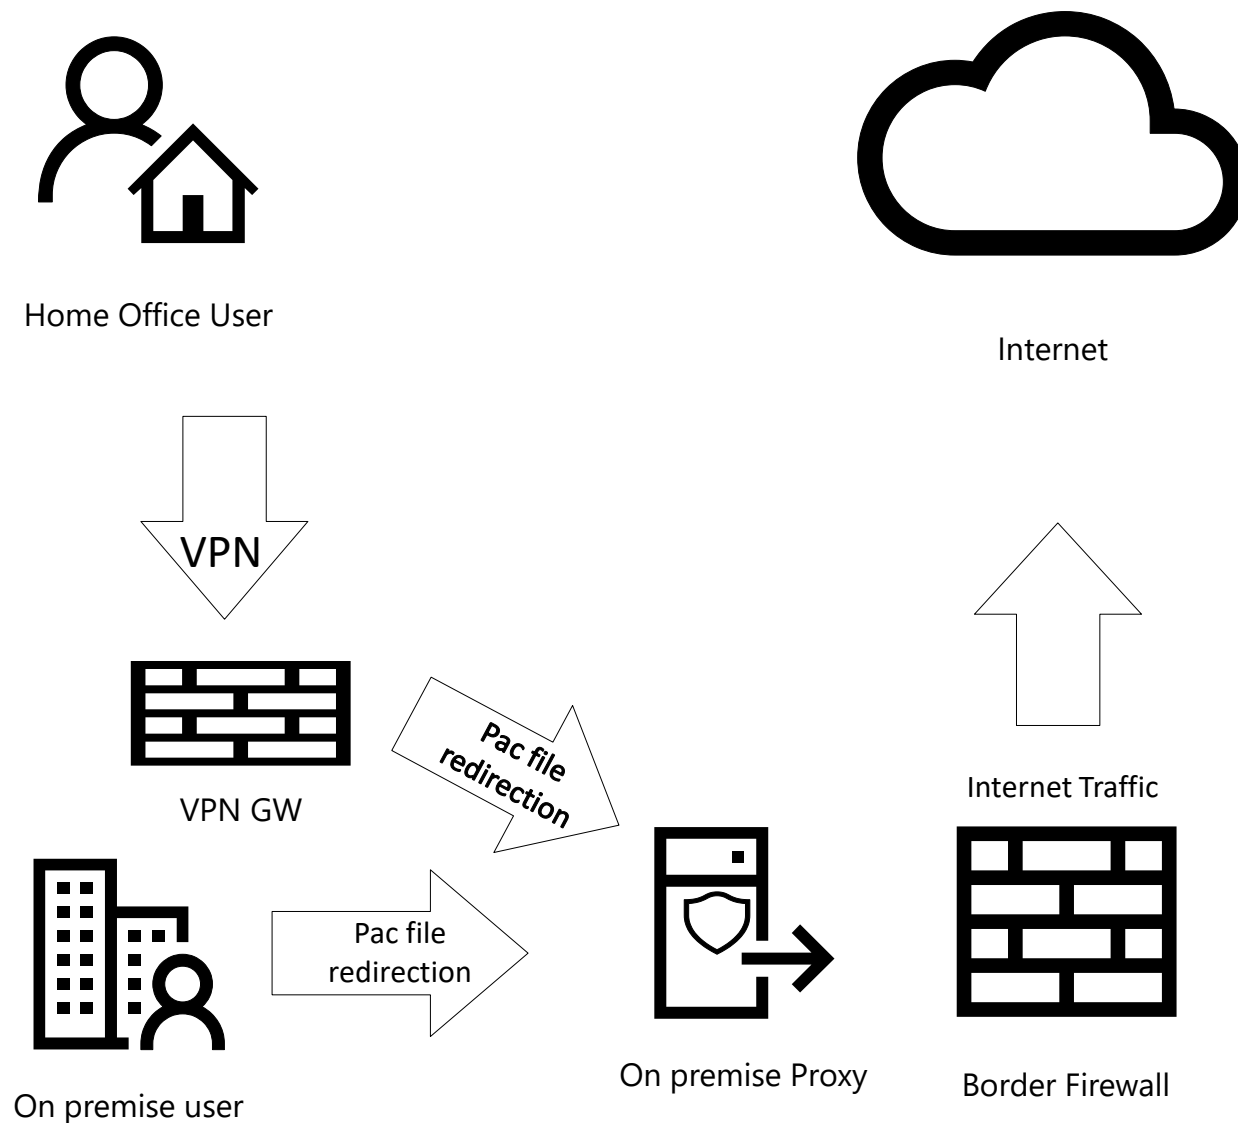 Home Office User
Internet
VPN
Pac file
redirection
VPN GW
Internet Traffic
Pac file
redirection
On premise Proxy
Border Firewall
On premise user